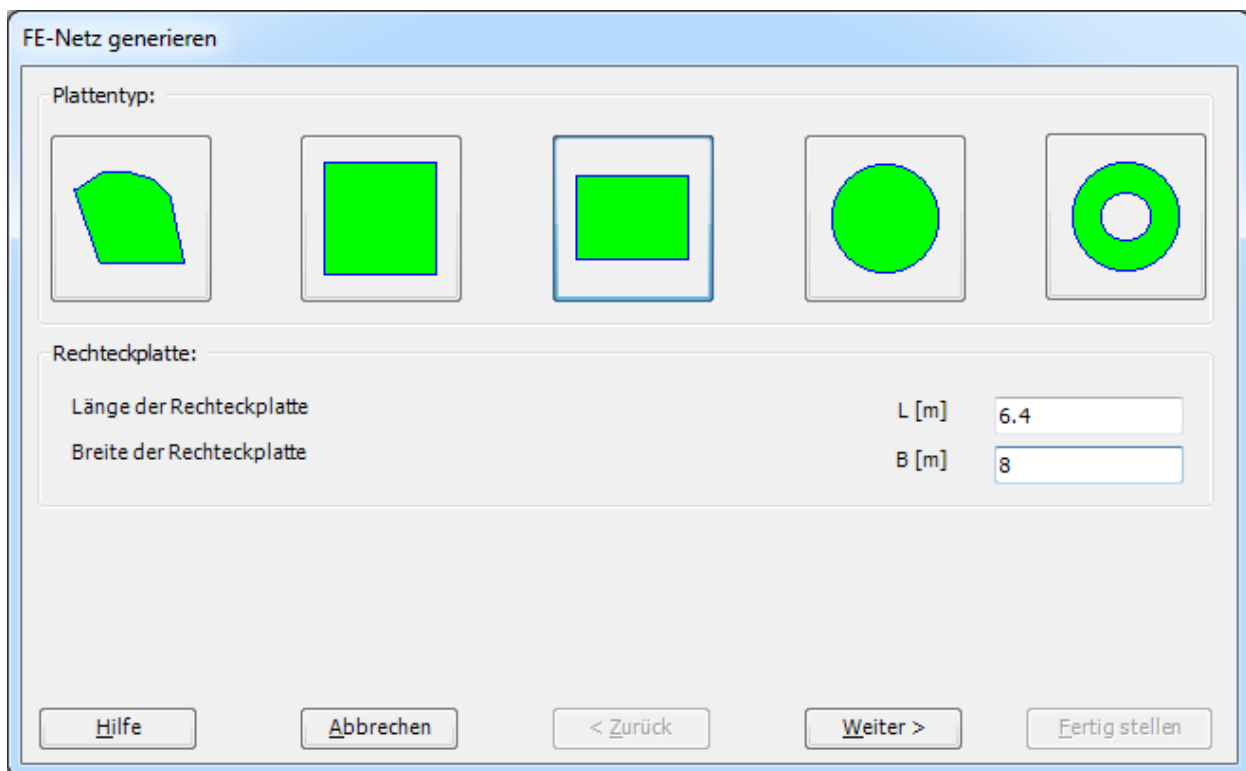 FE-Netz generieren
Plattentyp:
Rechteckplatte:
Länge der Rechteckplatte L [m] 6.4
Breite der Rechteckplatte B [m] 8
Hilfe Abbrechen < Zurück Weiter > Fertig stellen